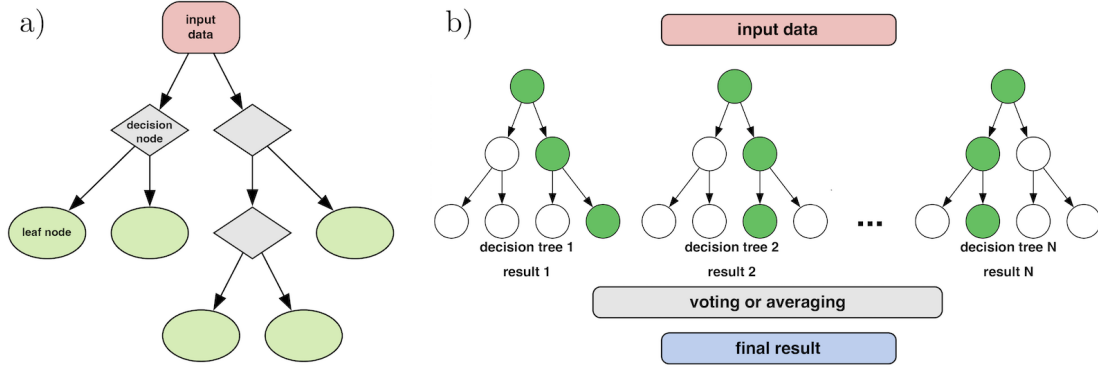 a)
input
data
decision
node
leaf node
b)
input data
...
decision tree 1
decision tree 2
decision tree N
result 1
result 2
result N
voting or averaging
final result